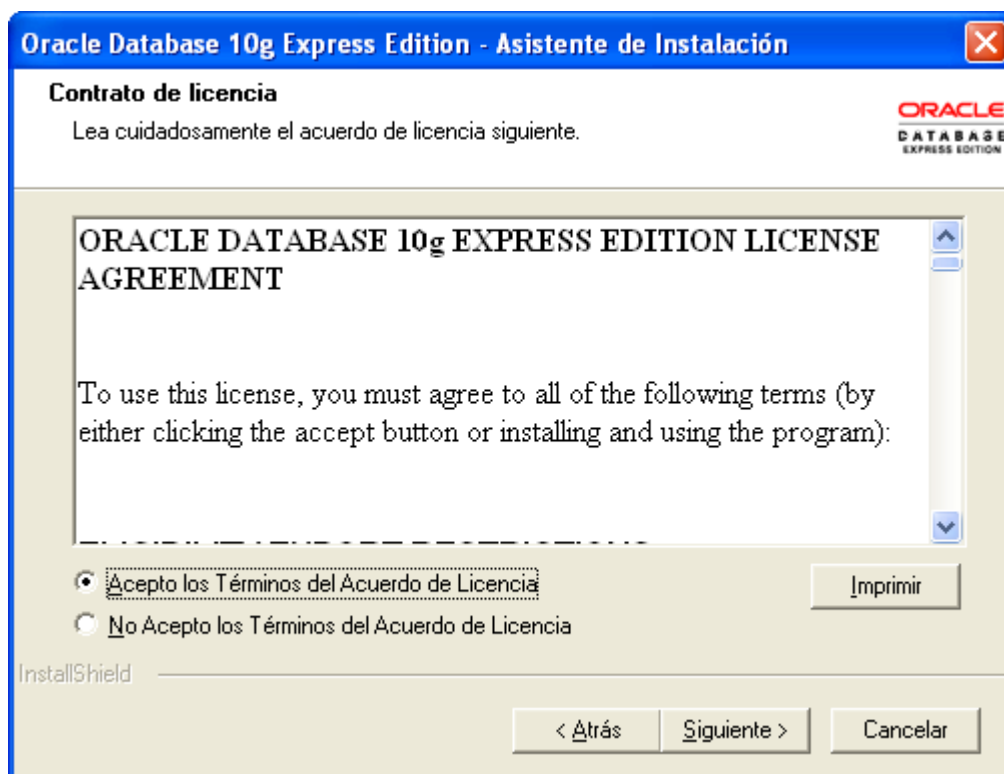 Oracle Database 10g Express Edition - Asistente de Instalación
Contrato de licencia
Lea cuidadosamente el acuerdo de licencia siguiente.
ORACLE
DATABASE
EXPRESS EDITION
ORACLE DATABASE 10g EXPRESS EDITION LICENSE
AGREEMENT
To use this license, you must agree to all of the following terms (by
either clicking the accept button or installing and using the program):
Acepto los Términos del Acuerdo de Licencia
Imprimir
No Acepto los Términos del Acuerdo de Licencia
InstallShield
< Atrás
Siguiente >
Cancelar